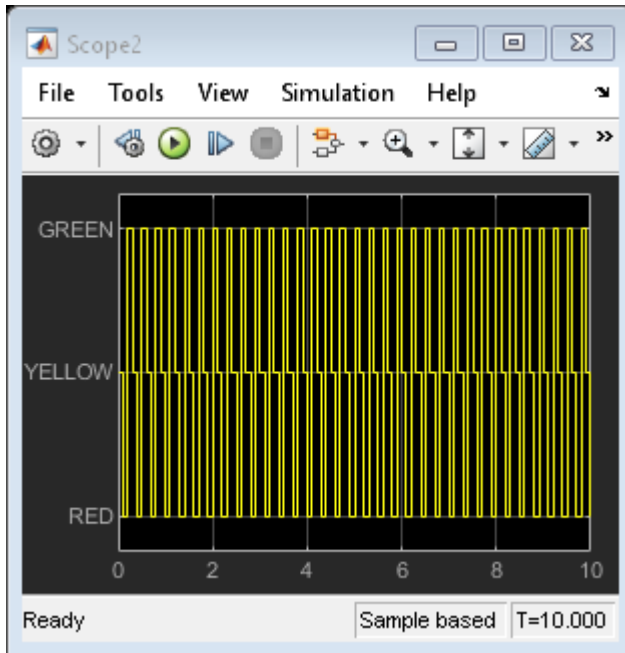 Scope2
File Tools View Simulation Help
GREEN
YELLOW
RED
0 2 4 6 8 10
Ready Sample based T=10.000